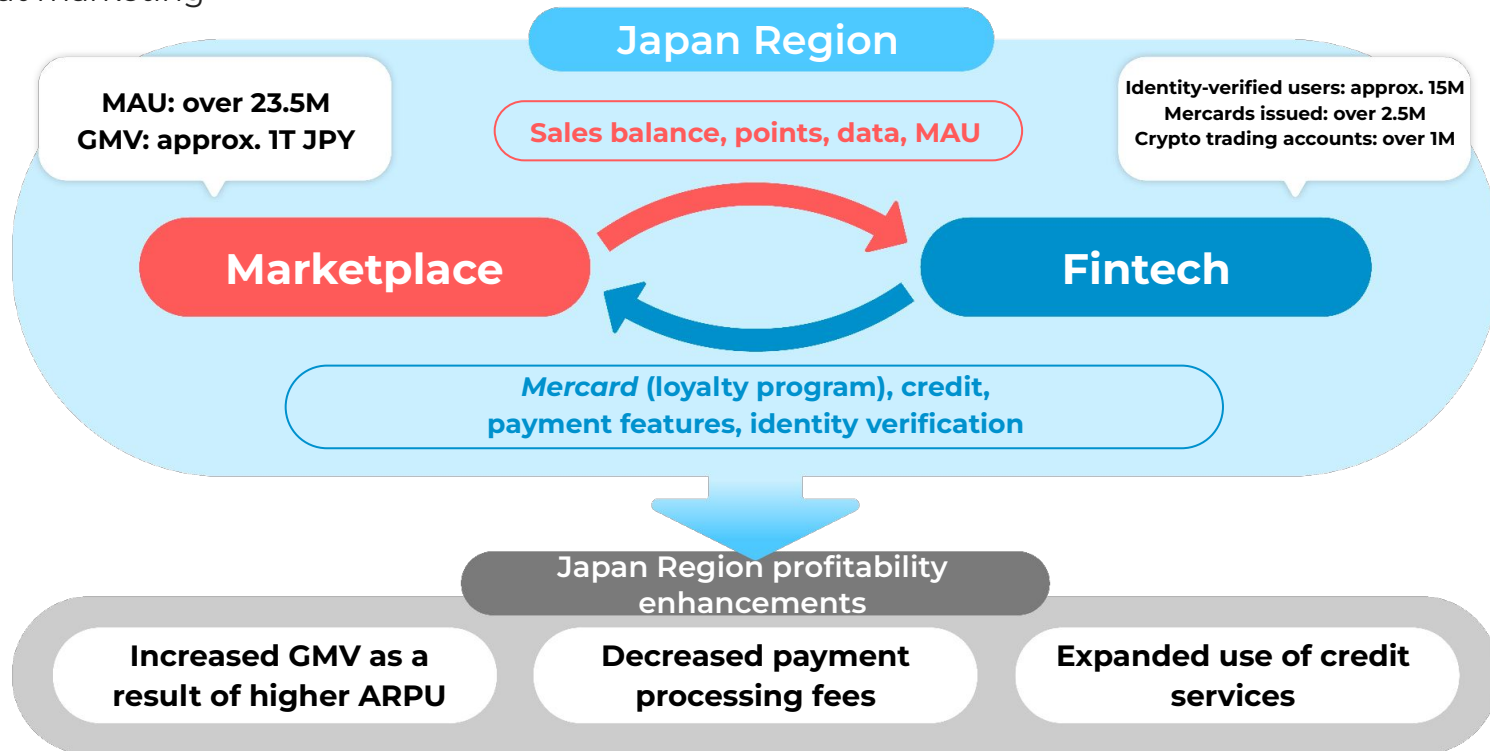 marketing
Japan Region
MAU: over 23.5M
GMV: approx. 1T JPY
Identity-verified users: approx. 15M
Mercards issued: over 2.5M
Crypto trading accounts: over 1M
Sales balance, points, data, MAU
Marketplace
Fintech
Mercard (loyalty program), credit,
payment features, identity verification
Japan Region profitability
enhancements
Increased GMV as a
result of higher ARPU
Decreased payment
processing fees
Expanded use of credit
services